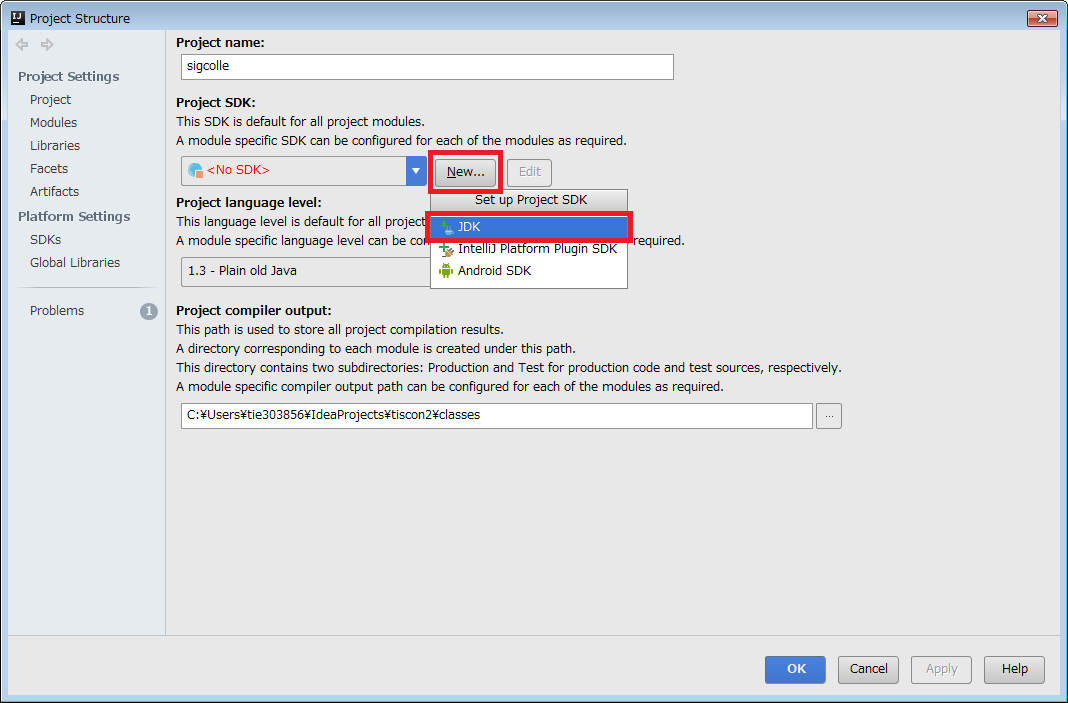 Project Structure
Project Settings
Project
Modules
Libraries
Facets
Artifacts
Platform Settings
SDKs
Global Libraries
Problems
1
Project name:
sigcolle
Project SDK:
This SDK is default for all project modules.
A module specific SDK can be configured for each of the modules as required.
<No SDK>
New...
Edit
Set up Project SDK
JDK
IntelliJ Platform Plugin SDK
Android SDK
Project language level:
This language level is default for all project
A module specific language level can be con required.
1.3 - Plain old Java
Project compiler output:
This path is used to store all project compilation results.
A directory corresponding to each module is created under this path.
This directory contains two subdirectories: Production and Test for production code and test sources, respectively.
A module specific compiler output path can be configured for each of the modules as required.
C:¥Users¥tie303856¥IdeaProjects¥tiscon2¥classes
...
OK
Cancel
Apply
Help